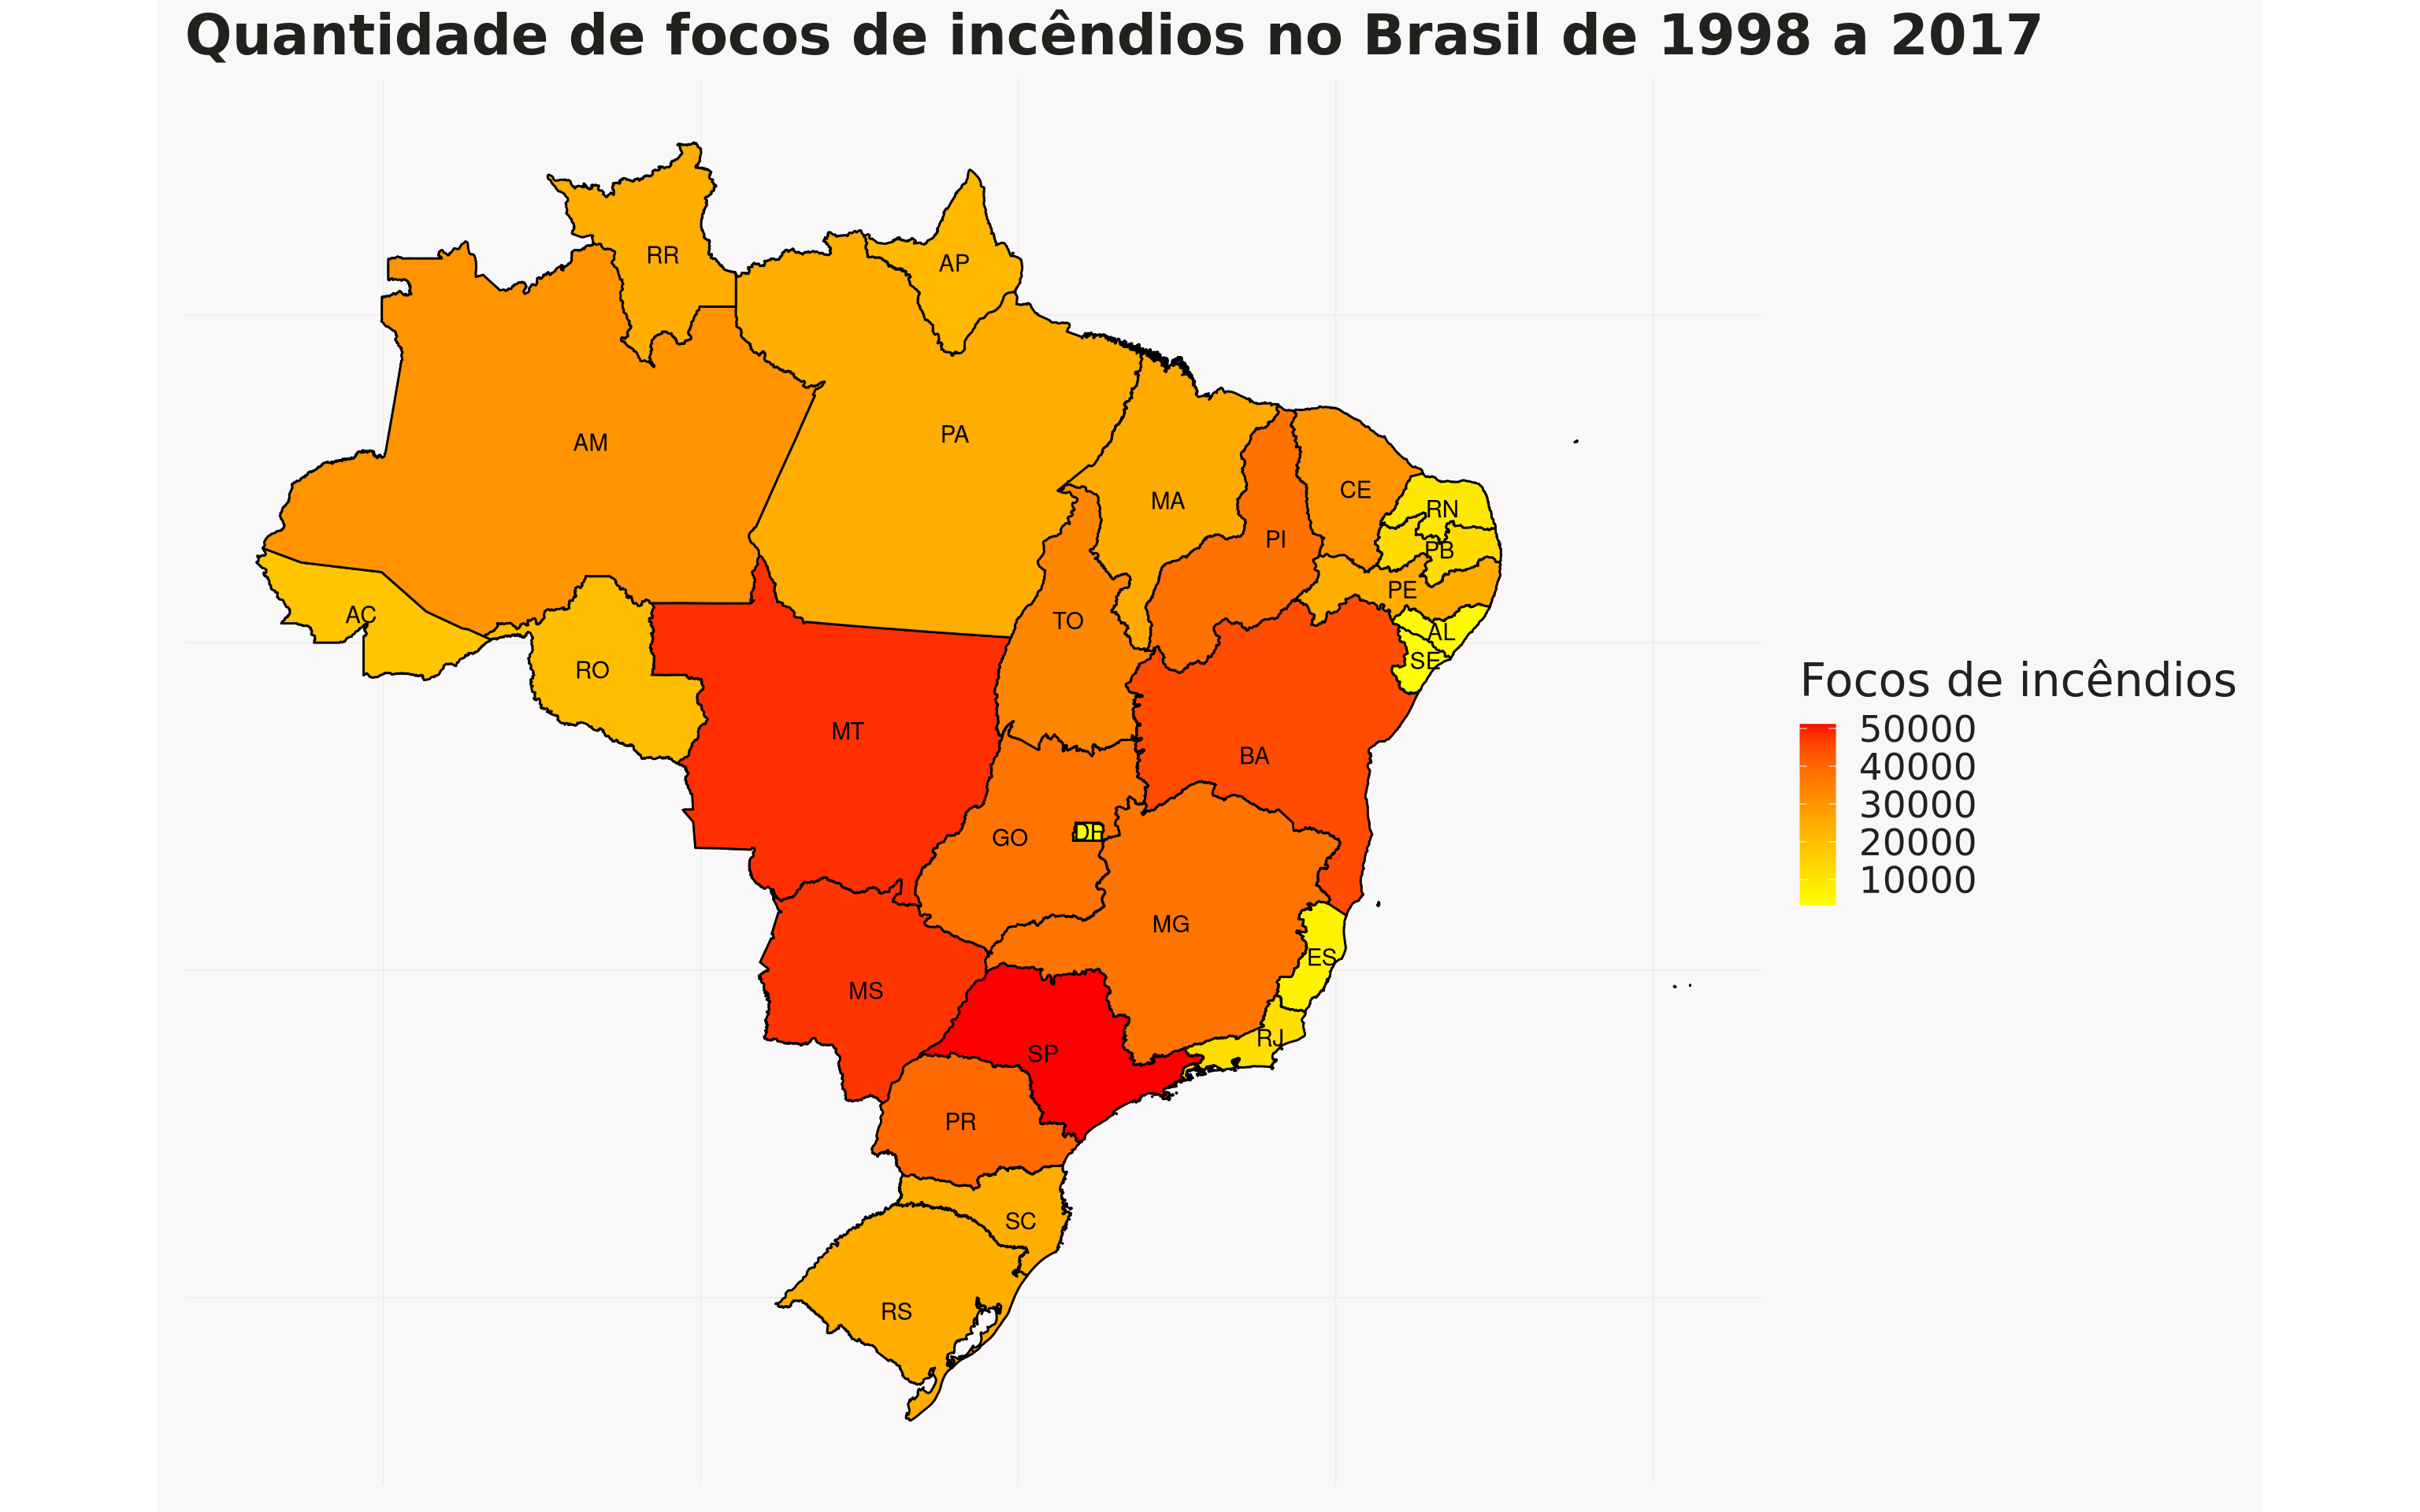 Quantidade de focos de incêndios no Brasil de 1998 a 2017
RR
AP
AM
PA
MA
CE
RN
PI
PB
PE
AC
TO
AL
SE
RO
MT
BA
DF
GO
MG
ES
MS
RJ
SP
PR
SC
RS
Focos de incêndios
50000
40000
30000
20000
10000